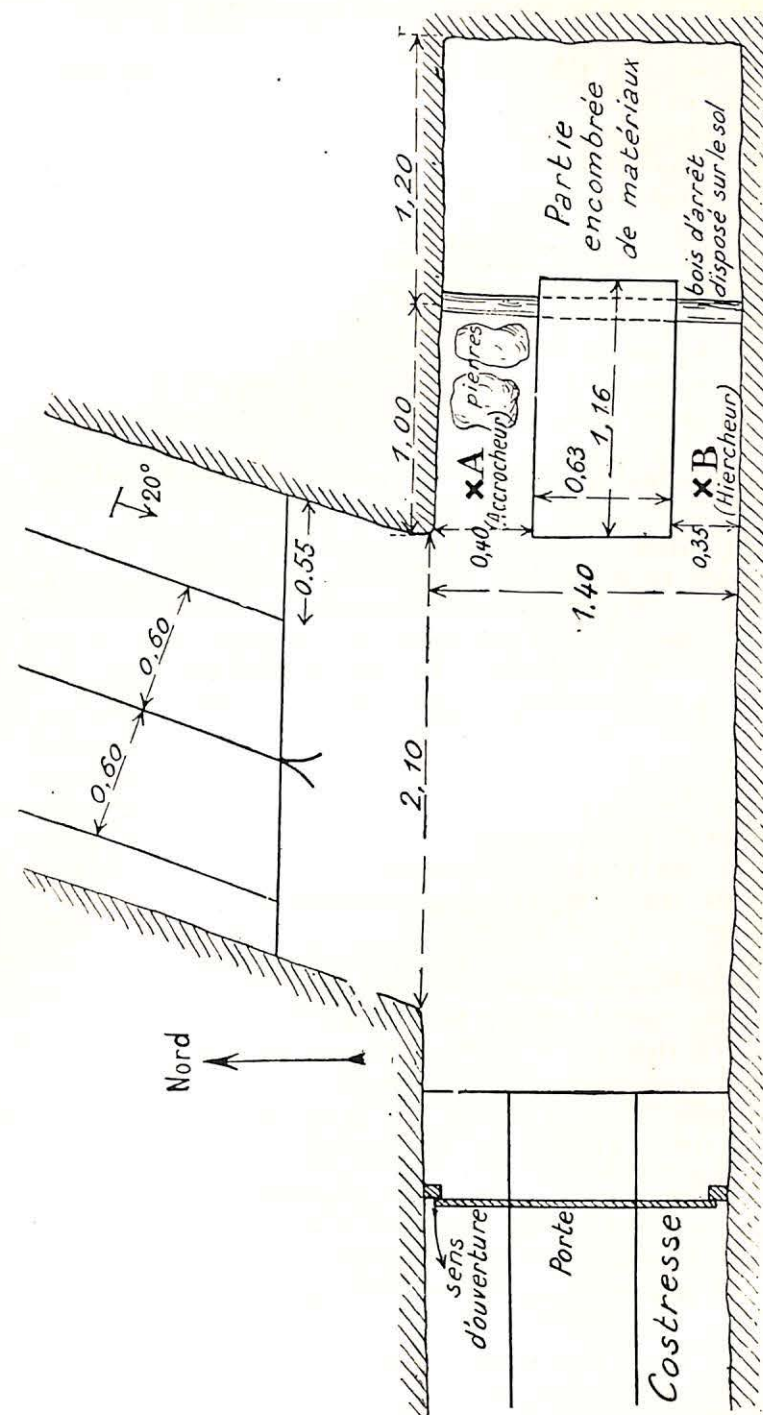 Nord
20°
0,60
0,60
0.55
2,10
1,00
1,20
Partie
encombrée
de matériaux
bois d'arrêt
disposé sur le sol
pierres
×A
(Accrocheur)
×B
(Hiercheur)
0,40
0,63
1,16
0,35
1.40
sens
d'ouverture
Porte
Costresse